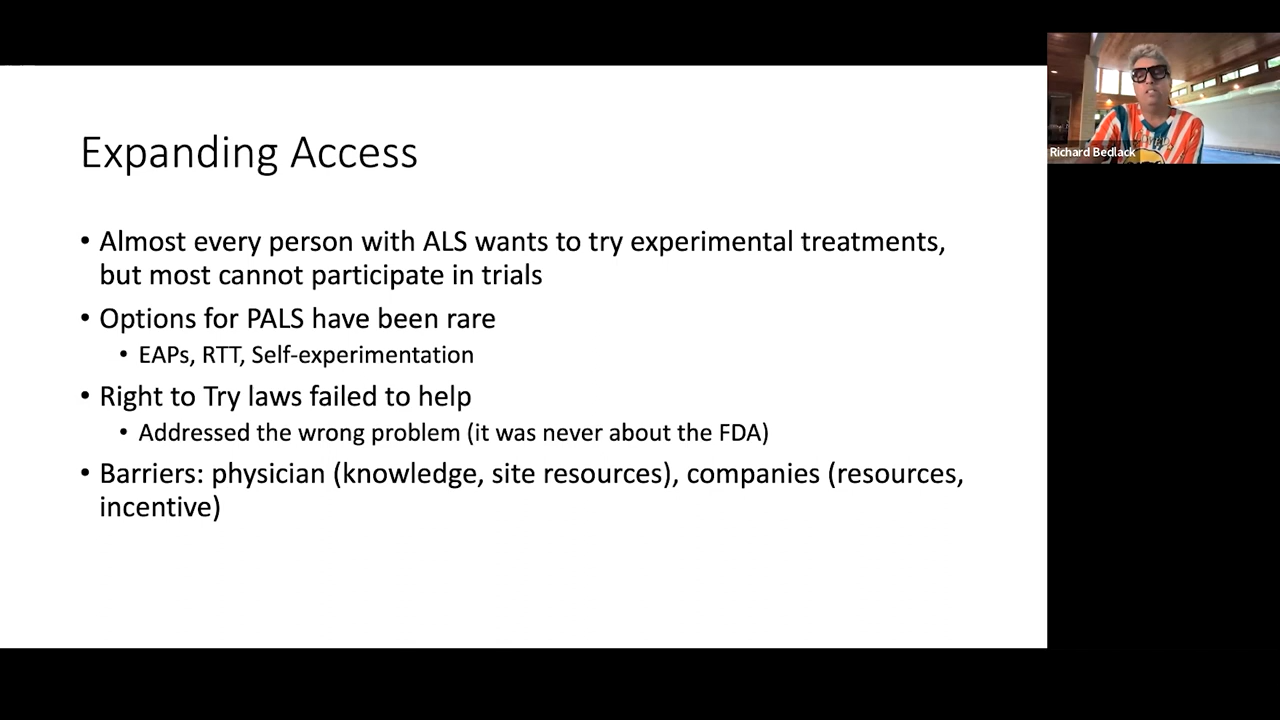 Expanding Access
• Almost every person with ALS wants to try experimental treatments,
but most cannot participate in trials
• Options for PALS have been rare
• EAPs, RTT, Self-experimentation
• Right to Try laws failed to help
• Addressed the wrong problem (it was never about the FDA)
• Barriers: physician (knowledge, site resources), companies (resources,
incentive)
Richard Bedlack